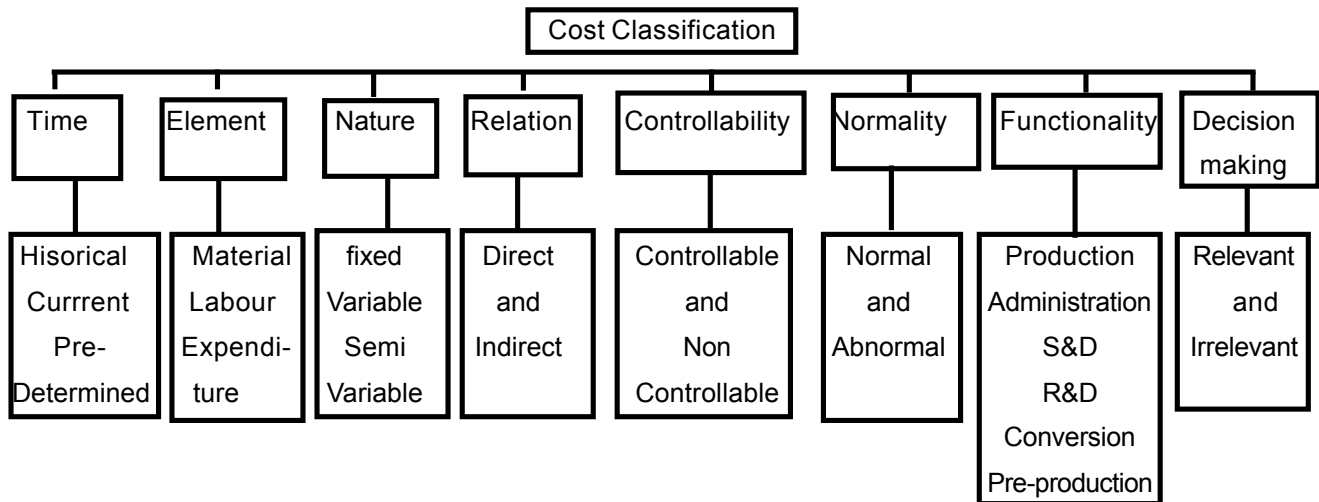 Cost Classification
Time
Element
Nature
Relation
Controllability
Normality
Functionality
Decision
making
Hisorical
Currrent
Pre-
Determined
Material
Labour
Expendi-
ture
fixed
Variable
Semi
Variable
Direct
and
Indirect
Controllable
and
Non
Controllable
Normal
and
Abnormal
Production
Administration
S&D
R&D
Conversion
Pre-production
Relevant
and
Irrelevant